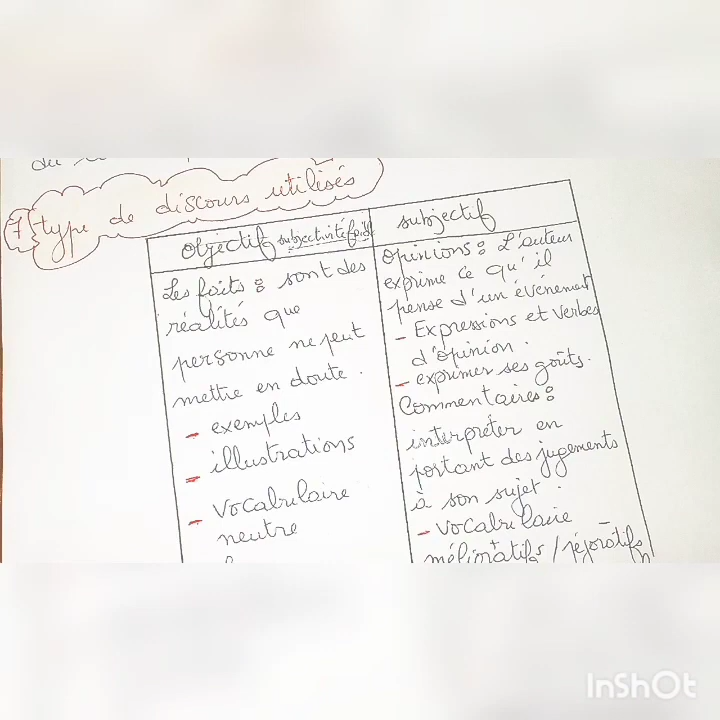 7 type de discours utilisés
objectif subjectivité
Les faits : sont des
réalités que
personne ne peut
mettre en doute.
- exemples
- illustrations
- vocabulaire
neutre
subjectif
opinions : L'auteur
exprime ce qu'il
pense d'un événement
- Expressions et verbes
d'opinion.
- exprimer ses goûts.
Commentaires :
interpréter en
portant des jugements
à son sujet.
- vocabulaire
mélioratifs / péjoratifs
InShOt